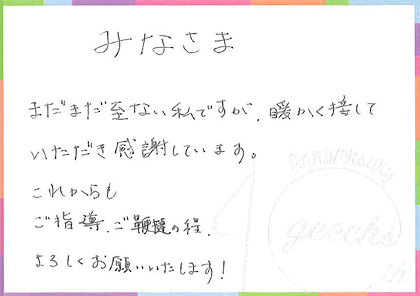 みなさま
まだまだ至ない私ですが、暖かく接して
いただき感謝しています。
これからも
ご指導、ご鞭撻の程、
よろしくお願いいたします!
Anniversary
10
geechs